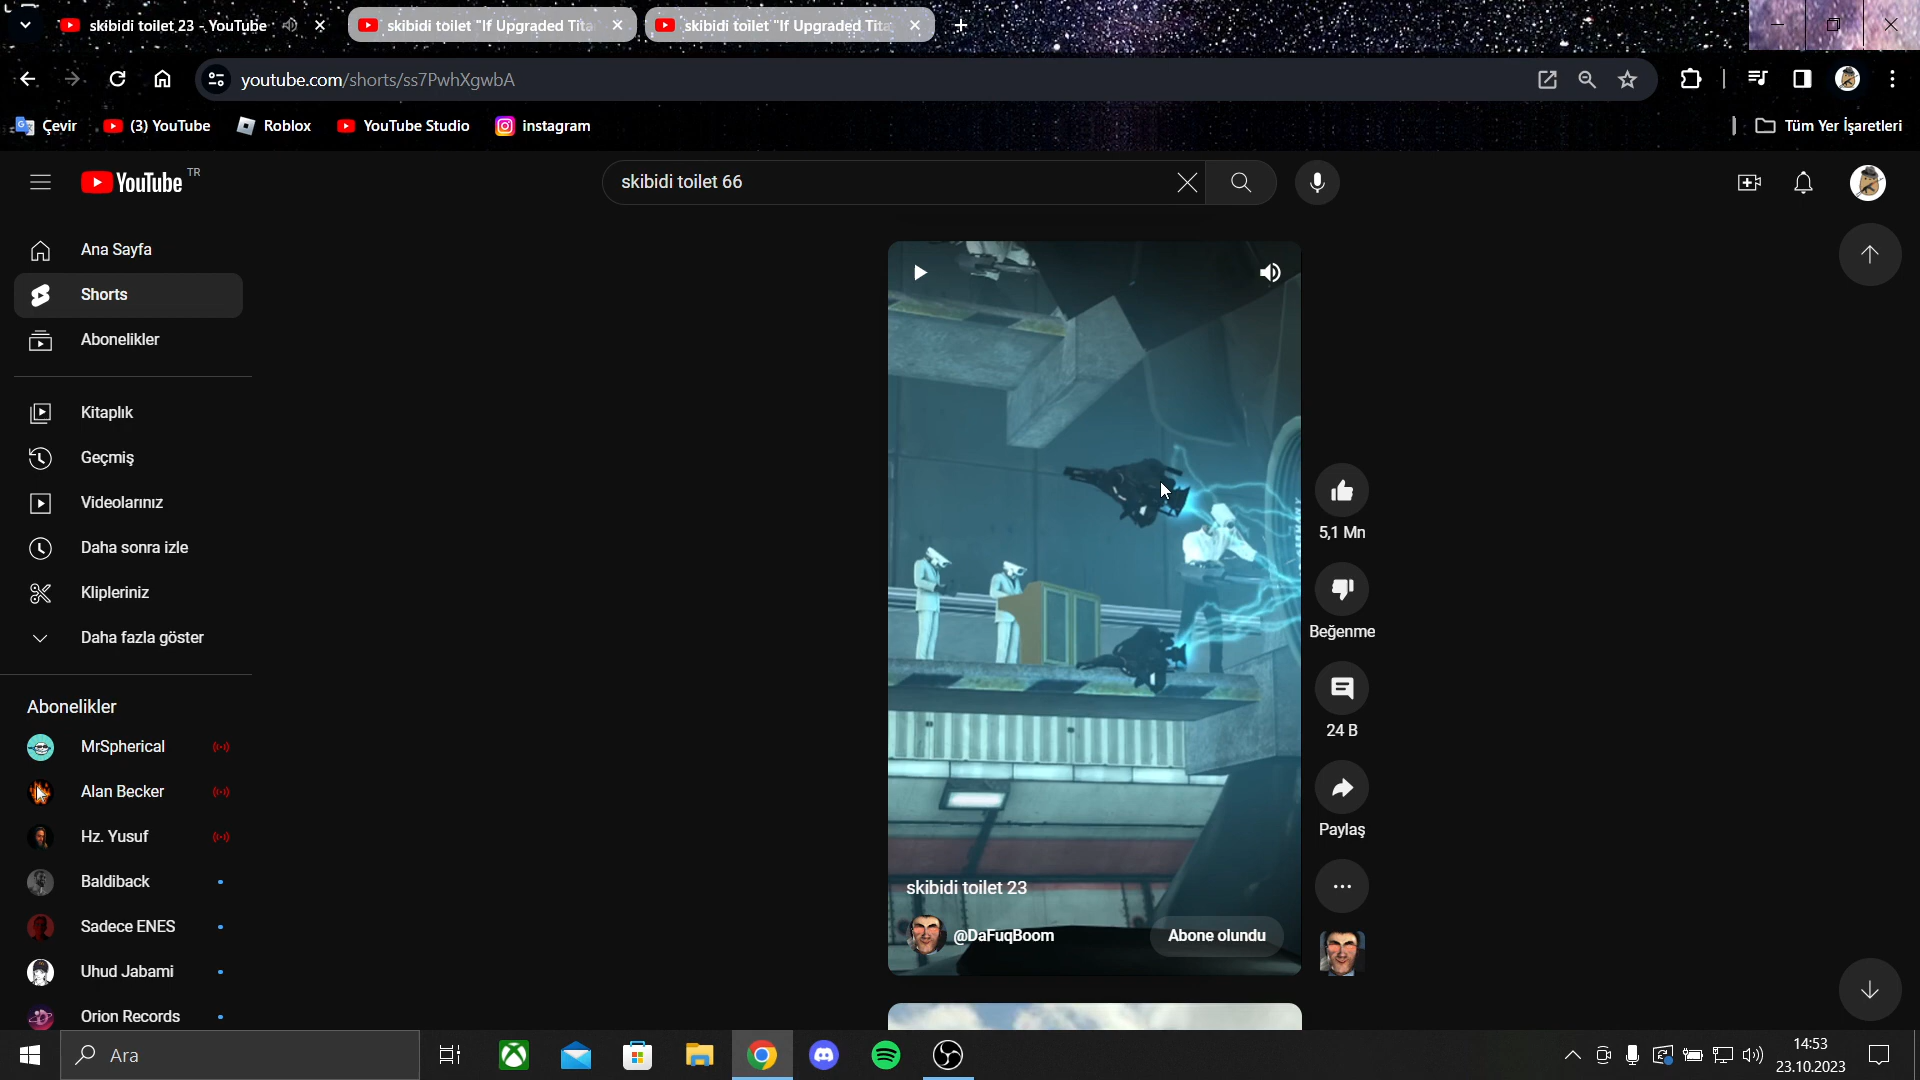 skibidi toilet 23 - YouTube
skibidi toilet "If Upgraded Tita
skibidi toilet "If Upgraded Tita
youtube.com/shorts/ss7PwhXgwbA
Çevir
(3) YouTube
Roblox
YouTube Studio
instagram
Tüm Yer İşaretleri
YouTube TR
skibidi toilet 66
Ana Sayfa
Shorts
Abonelikler
Kitaplık
Geçmiş
Videolarınız
Daha sonra izle
Klipleriniz
Daha fazla göster
Abonelikler
MrSpherical
Alan Becker
Hz. Yusuf
Baldiback
Sadece ENES
Uhud Jabami
Orion Records
5,1 Mn
Beğenme
24 B
Paylaş
skibidi toilet 23
@DaFuqBoom
Abone olundu
Ara
14:53
23.10.2023